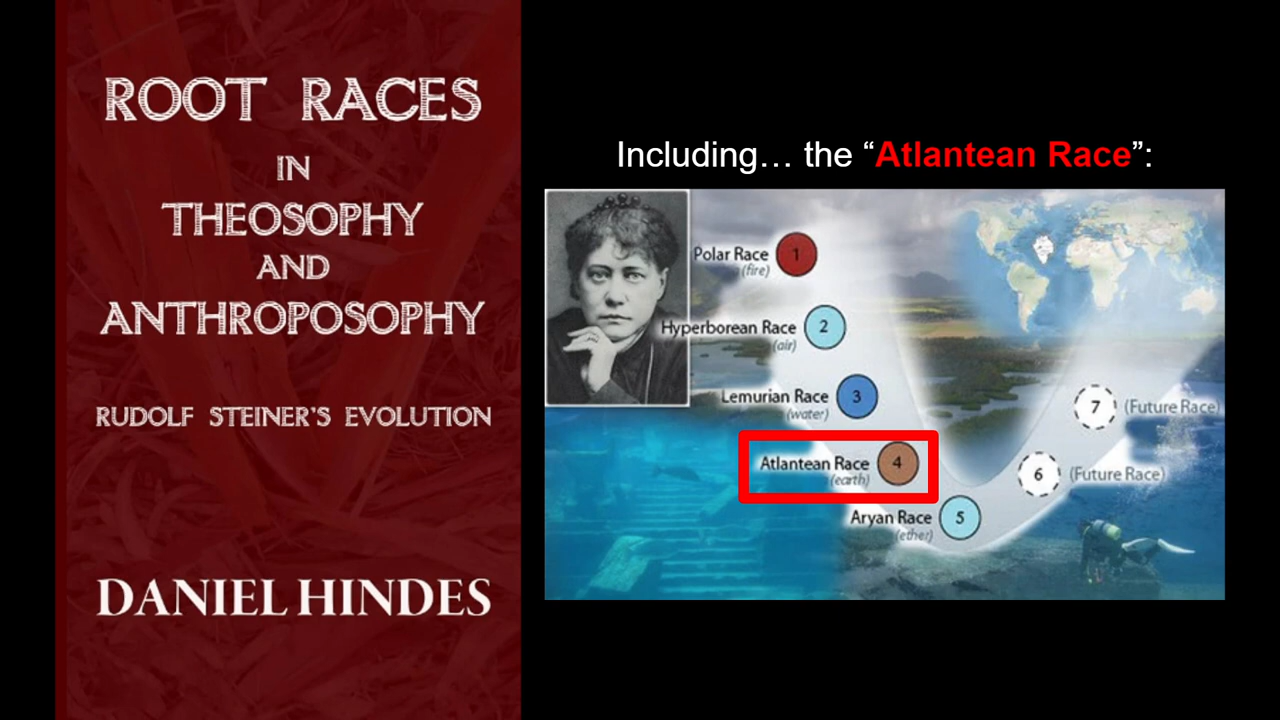 ROOT RACES
IN
THEOSOPHY
AND
ANTHROPOSOPHY
RUDOLF STEINER'S EVOLUTION
DANIEL HINDES
Including… the “Atlantean Race”:
Polar Race 1
(fire)
Hyperborean Race 2
(air)
Lemurian Race 3
(water)
Atlantean Race 4
(earth)
Aryan Race 5
(ether)
6 (Future Race)
7 (Future Race)